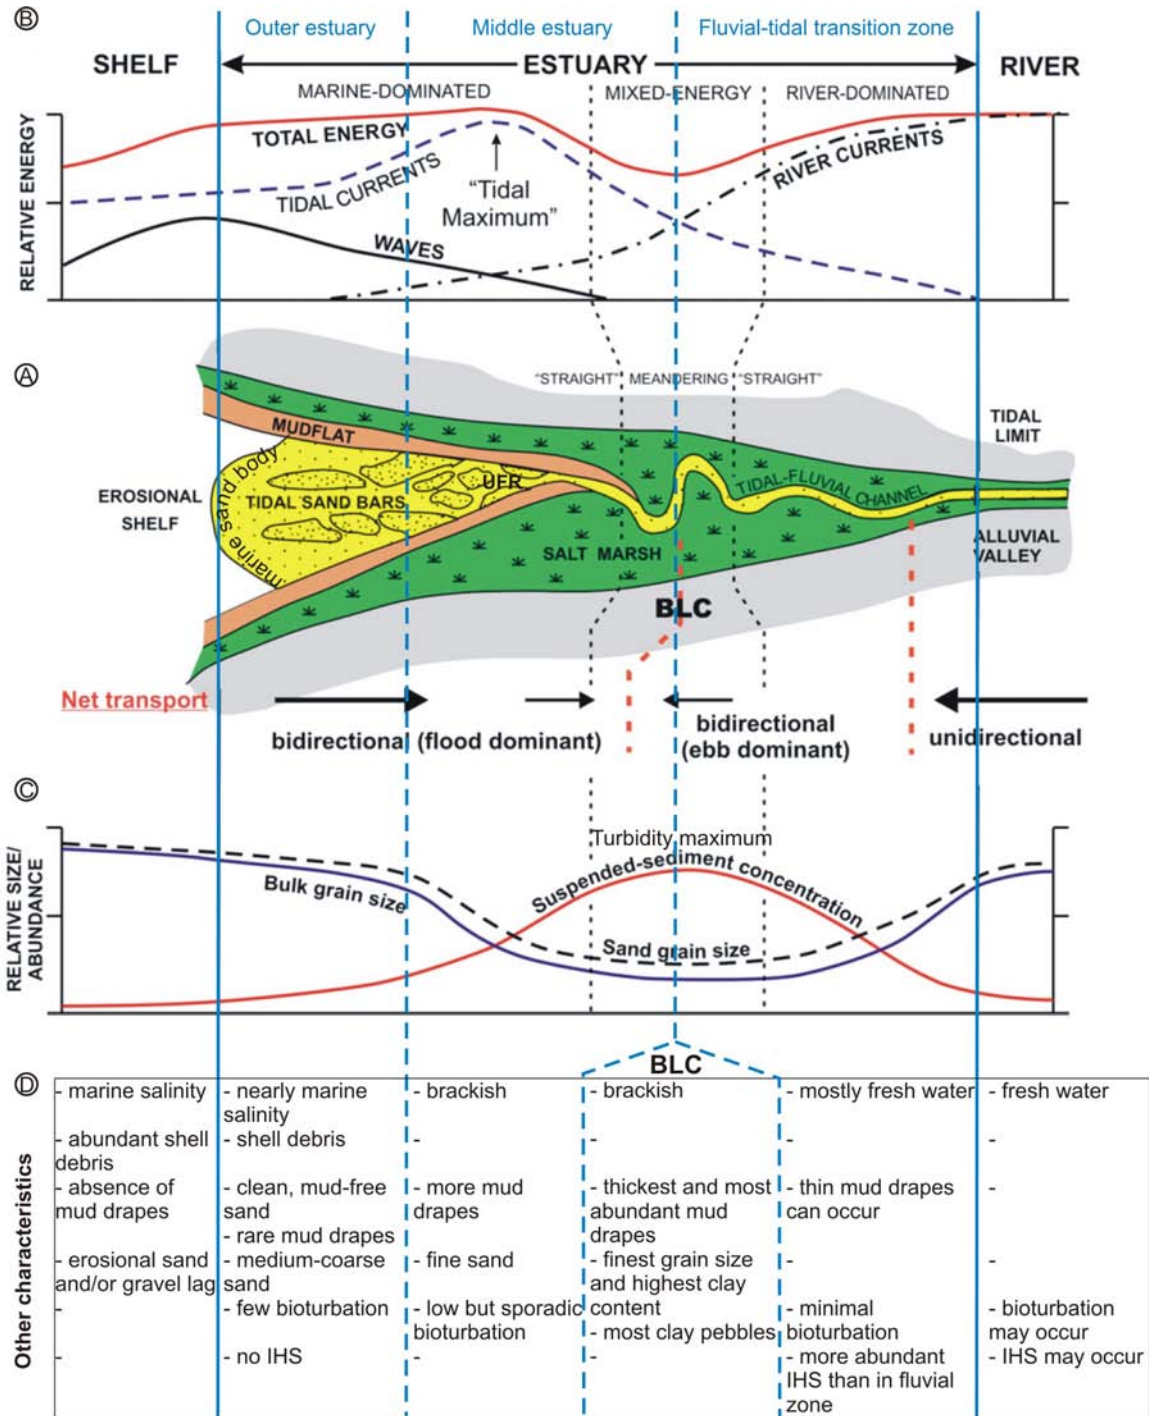 B
Outer estuary
Middle estuary
Fluvial-tidal transition zone
SHELF
ESTUARY
RIVER
MARINE-DOMINATED
MIXED-ENERGY
RIVER-DOMINATED
RELATIVE ENERGY
TOTAL ENERGY
TIDAL CURRENTS
"Tidal
Maximum"
WAVES
RIVER CURRENTS
A
"STRAIGHT"
MEANDERING
"STRAIGHT"
TIDAL
LIMIT
MUDFLAT
marine sand body
EROSIONAL
SHELF
TIDAL SAND BARS
UFR
TIDAL-FLUVIAL CHANNEL
SALT MARSH
ALLUVIAL
VALLEY
BLC
Net transport
bidirectional (flood dominant)
bidirectional
(ebb dominant)
unidirectional
C
RELATIVE SIZE/
ABUNDANCE
Turbidity maximum
Suspended-sediment concentration
Bulk grain size
Sand grain size
BLC
D
Other characteristics
- marine salinity
- abundant shell
debris
- absence of
mud drapes
- erosional sand
and/or gravel lag
-
-
- nearly marine
salinity
- shell debris
- clean, mud-free
sand
- rare mud drapes
- medium-coarse
sand
- few bioturbation
- no IHS
- brackish
-
- more mud
drapes
- fine sand
- low but sporadic
bioturbation
-
- brackish
-
- thickest and most
abundant mud
drapes
- finest grain size
and highest clay
content
- most clay pebbles
-
- mostly fresh water
-
- thin mud drapes
can occur
-
- minimal
bioturbation
- more abundant
IHS than in fluvial
zone
- fresh water
-
-
-
- bioturbation
may occur
- IHS may occur